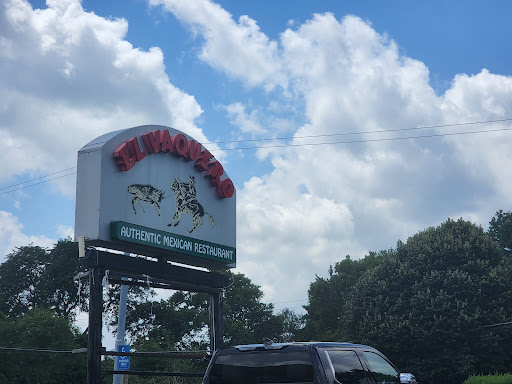 EL VAQUERO
AUTHENTIC MEXICAN RESTAURANT